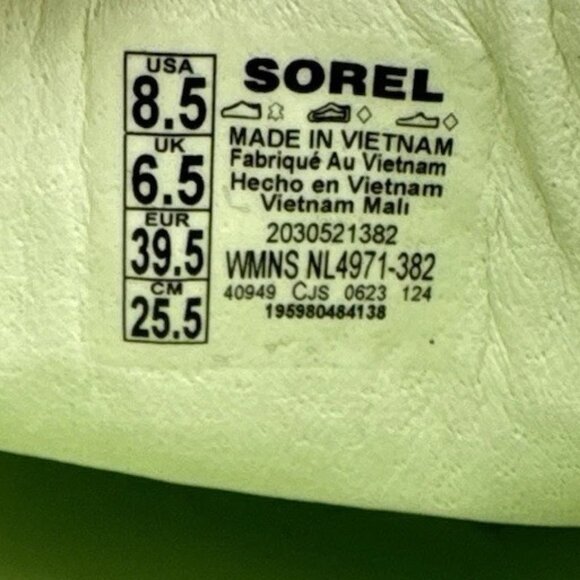 USA
8.5
UK
6.5
EUR
39.5
CM
25.5
SOREL
MADE IN VIETNAM
Fabriqué Au Vietnam
Hecho en Vietnam
Vietnam Malı
2030521382
WMNS NL4971-382
40949 CJS 0623 124
195980484138